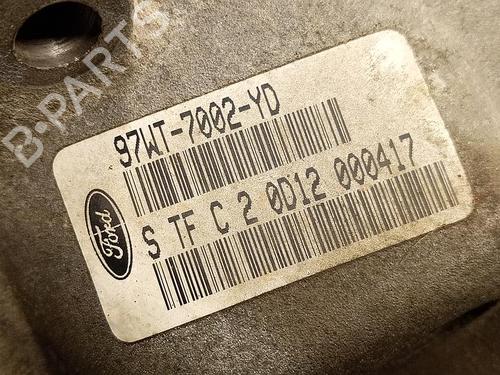 B-PARTS
97WT-7002-YD
Ford
S TF C 2 0D12 000417